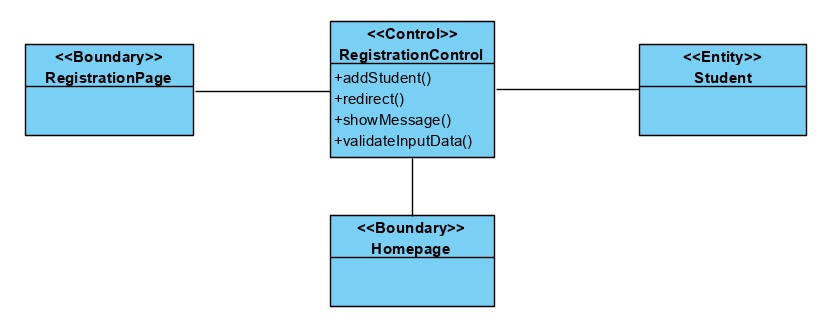 <<Boundary>>
RegistrationPage
<<Control>>
RegistrationControl
+addStudent()
+redirect()
+showMessage()
+validateInputData()
<<Entity>>
Student
<<Boundary>>
Homepage